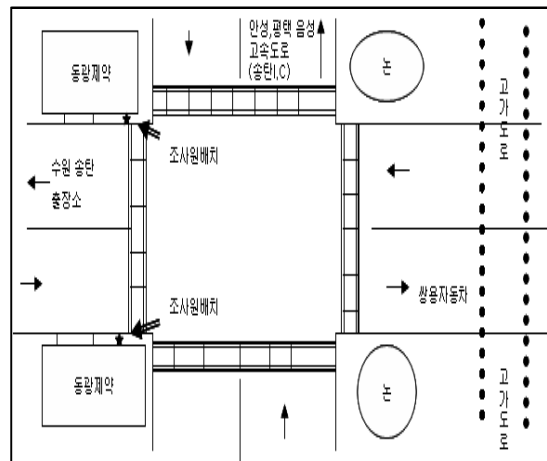 안성,평택 음성
고속도로
(송탄I.C)
동광제약
논
고가도로
조사원배치
수원 송탄
출장소
쌍용자동차
조사원배치
동광제약
논
고가도로